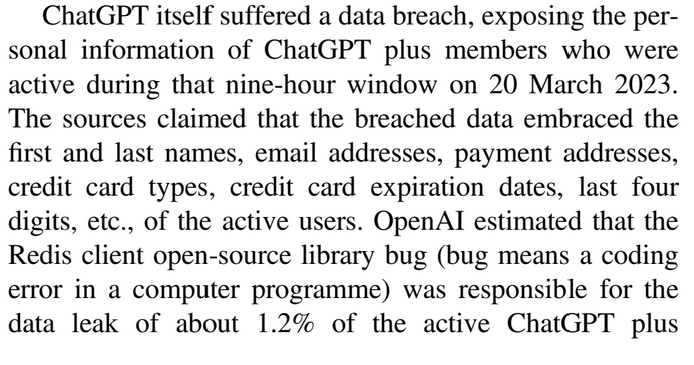 ChatGPT itself suffered a data breach, exposing the per-
sonal information of ChatGPT plus members who were
active during that nine-hour window on 20 March 2023.
The sources claimed that the breached data embraced the
first and last names, email addresses, payment addresses,
credit card types, credit card expiration dates, last four
digits, etc., of the active users. OpenAI estimated that the
Redis client open-source library bug (bug means a coding
error in a computer programme) was responsible for the
data leak of about 1.2% of the active ChatGPT plus